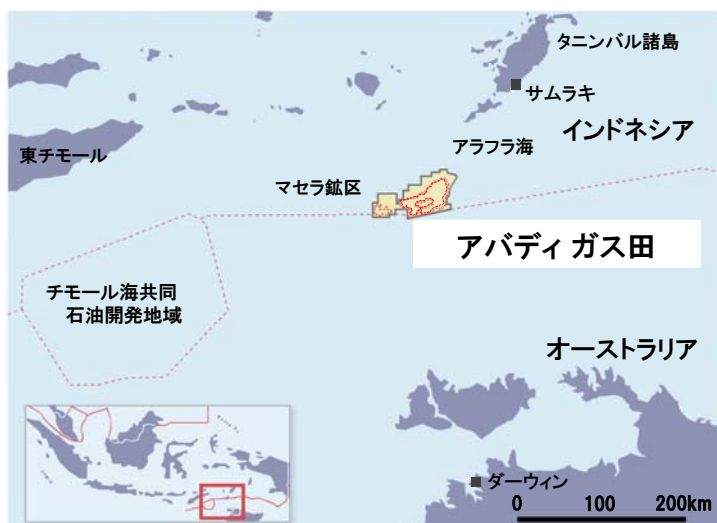 タニンバル諸島
サムラキ
インドネシア
アラフラ海
東チモール
マセラ鉱区
アバディ ガス田
チモール海共同
石油開発地域
オーストラリア
ダーウィン
0 100 200km